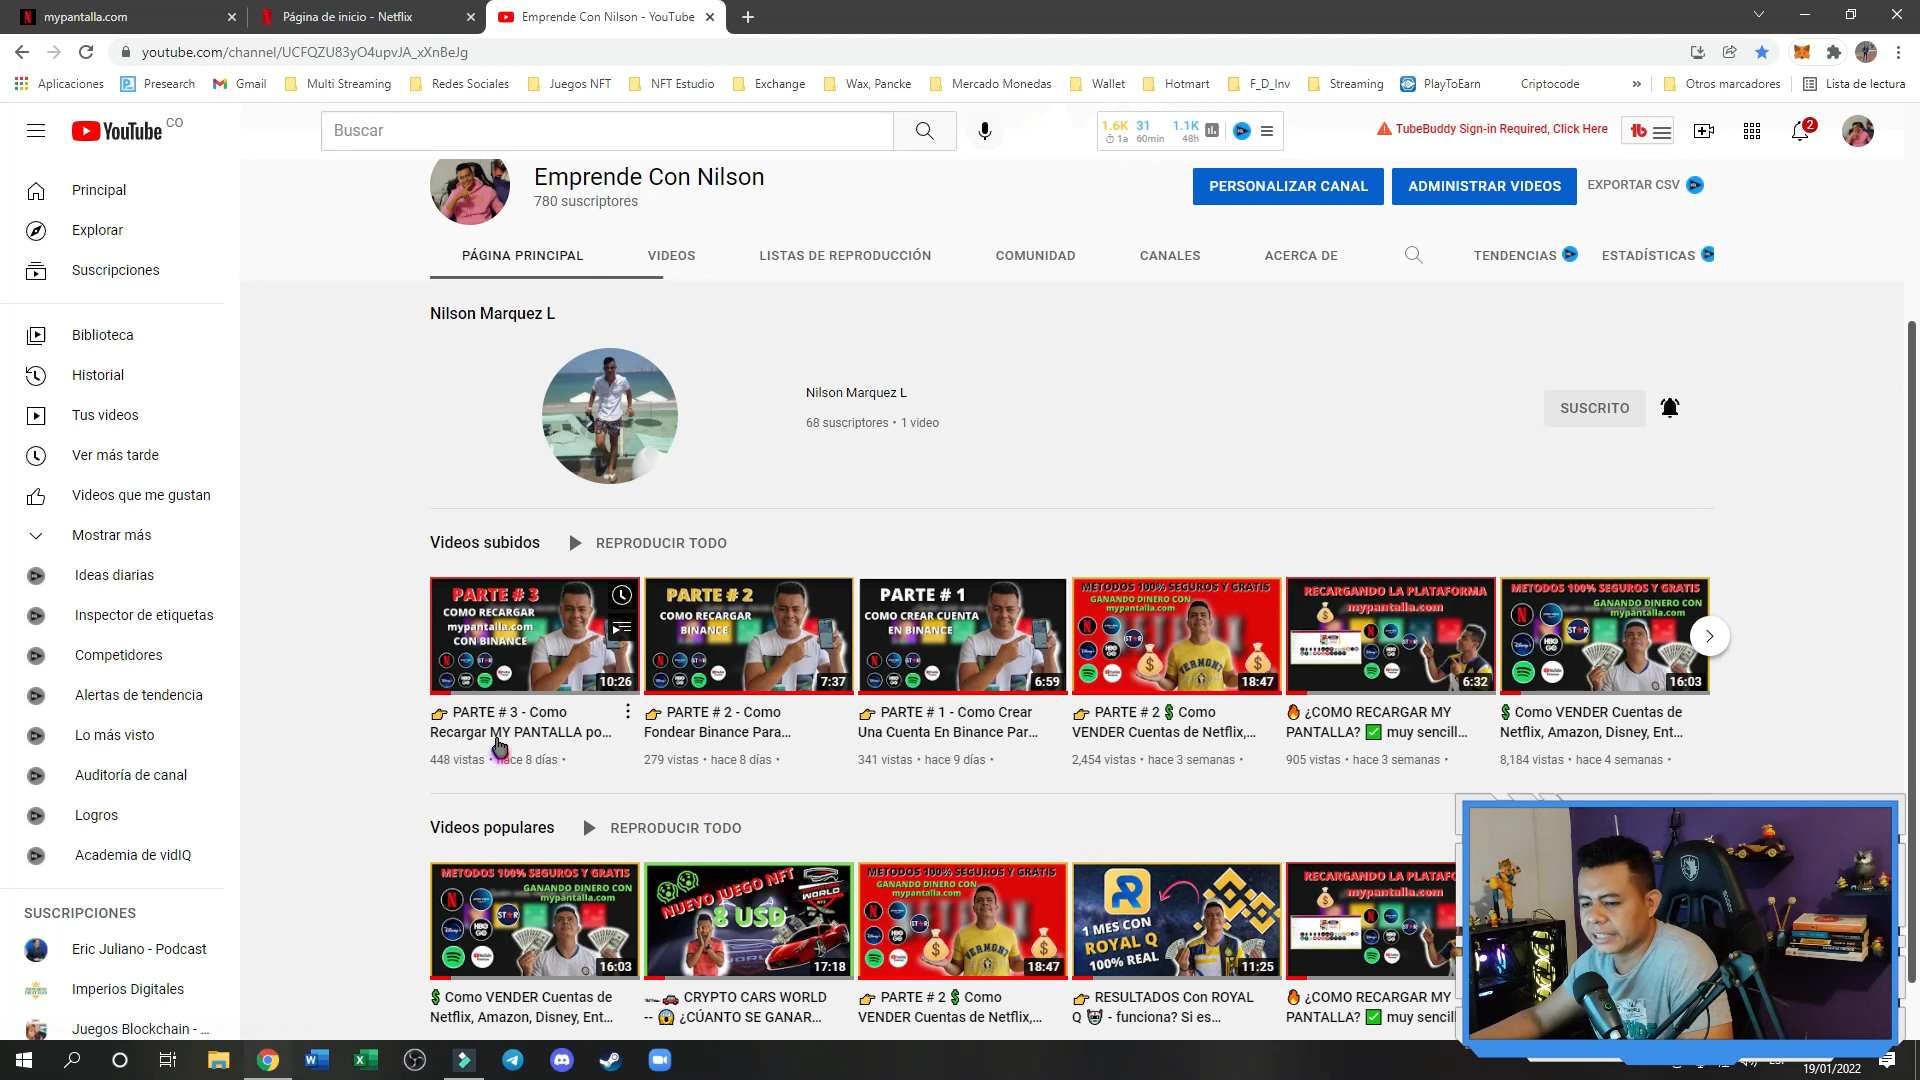 mypantalla.com
Página de inicio - Netflix
Emprende Con Nilson - YouTube
youtube.com/channel/UCFQZU83yO4upvJA_xXnBeJg
Aplicaciones
Presearch
Gmail
Multi Streaming
Redes Sociales
Juegos NFT
NFT Estudio
Exchange
Wax, Pancke
Mercado Monedas
Wallet
Hotmart
F_D_Inv
Streaming
PlayToEarn
Criptocode
»
Otros marcadores
Lista de lectura
YouTube CO
Buscar
1.6K 31 1.1K
1a 60min 48h
TubeBuddy Sign-in Required, Click Here
tb
2
Principal
Explorar
Suscripciones
Biblioteca
Historial
Tus videos
Ver más tarde
Videos que me gustan
Mostrar más
Ideas diarias
Inspector de etiquetas
Competidores
Alertas de tendencia
Lo más visto
Auditoría de canal
Logros
Academia de vidIQ
SUSCRIPCIONES
Eric Juliano - Podcast
Imperios Digitales
Juegos Blockchain - ...
Emprende Con Nilson
780 suscriptores
PERSONALIZAR CANAL
ADMINISTRAR VIDEOS
EXPORTAR CSV
PÁGINA PRINCIPAL
VIDEOS
LISTAS DE REPRODUCCIÓN
COMUNIDAD
CANALES
ACERCA DE
TENDENCIAS
ESTADÍSTICAS
Nilson Marquez L
Nilson Marquez L
68 suscriptores • 1 video
SUSCRITO
Videos subidos
REPRODUCIR TODO
PARTE # 3
COMO RECARGAR
mypantalla.com
CON BINANCE
10:26
👉 PARTE # 3 - Como
Recargar MY PANTALLA po...
448 vistas • hace 8 días •
PARTE # 2
COMO RECARGAR
BINANCE
7:37
👉 PARTE # 2 - Como
Fondear Binance Para...
279 vistas • hace 8 días •
PARTE # 1
COMO CREAR CUENTA
EN BINANCE
6:59
👉 PARTE # 1 - Como Crear
Una Cuenta En Binance Par...
341 vistas • hace 9 días •
METODOS 100% SEGUROS Y GRATIS
GANANDO DINERO CON
mypantalla.com
VERMONT
18:47
👉 PARTE # 2 💲 Como
VENDER Cuentas de Netflix,...
2,454 vistas • hace 3 semanas •
RECARGANDO LA PLATAFORMA
mypantalla.com
6:32
🔥 ¿COMO RECARGAR MY
PANTALLA? ✅ muy sencill...
905 vistas • hace 3 semanas •
METODOS 100% SEGUROS Y GRATIS
GANANDO DINERO CON
mypantalla.com
16:03
💲 Como VENDER Cuentas de
Netflix, Amazon, Disney, Ent...
8,184 vistas • hace 4 semanas •
Videos populares
REPRODUCIR TODO
METODOS 100% SEGUROS Y GRATIS
GANANDO DINERO CON
mypantalla.com
16:03
💲 Como VENDER Cuentas de
Netflix, Amazon, Disney, Ent...
NUEVO JUEGO NFT
8 USD
WORLD
17:18
CRYPTO CARS WORLD
-- 😱 ¿CÚANTO SE GANAR...
METODOS 100% SEGUROS Y GRATIS
GANANDO DINERO CON
mypantalla.com
VERMONT
18:47
👉 PARTE # 2 💲 Como
VENDER Cuentas de Netflix,...
1 MES CON
ROYAL Q
100% REAL
11:25
👉 RESULTADOS Con ROYAL
Q - funciona? Si es...
RECARGANDO LA PLATAFO
mypantalla.com
🔥 ¿COMO RECARGAR MY
PANTALLA? ✅ muy sencill
19/01/2022